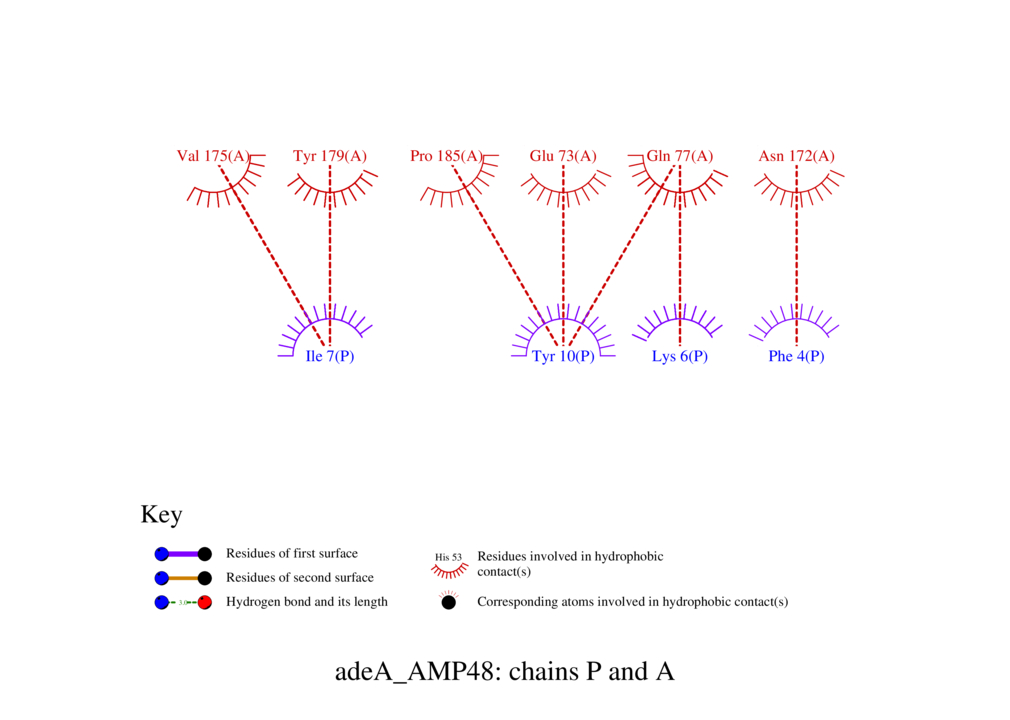 Val 175(A) Tyr 179(A) Pro 185(A) Glu 73(A) Gln 77(A) Asn 172(A)
Ile 7(P) Tyr 10(P) Lys 6(P) Phe 4(P)
Key
Residues of first surface
Residues of second surface
3.0
Hydrogen bond and its length
His 53
Residues involved in hydrophobic
contact(s)
Corresponding atoms involved in hydrophobic contact(s)
adeA_AMP48: chains P and A